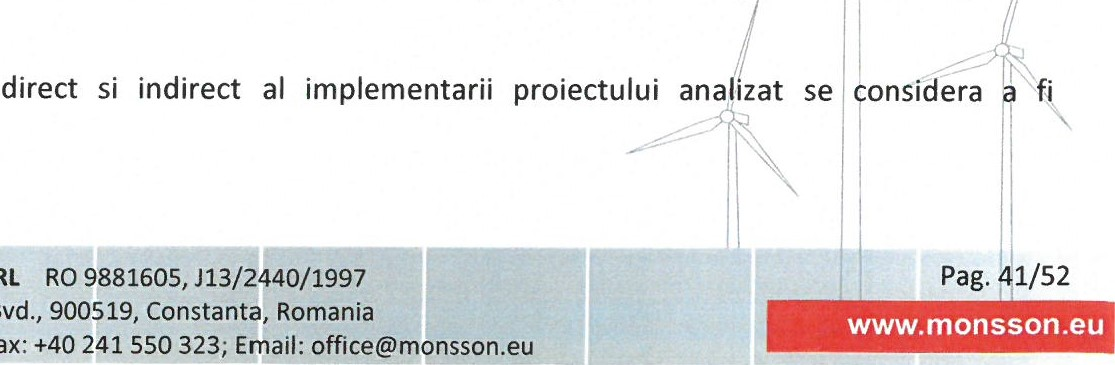 direct si indirect al implementarii proiectului analizat se considera a fi
RL RO 9881605, J13/2440/1997
Pag. 41/52
vd., 900519, Constanta, Romania
www.monsson.eu
ax: +40 241 550 323; Email: office@monsson.eu